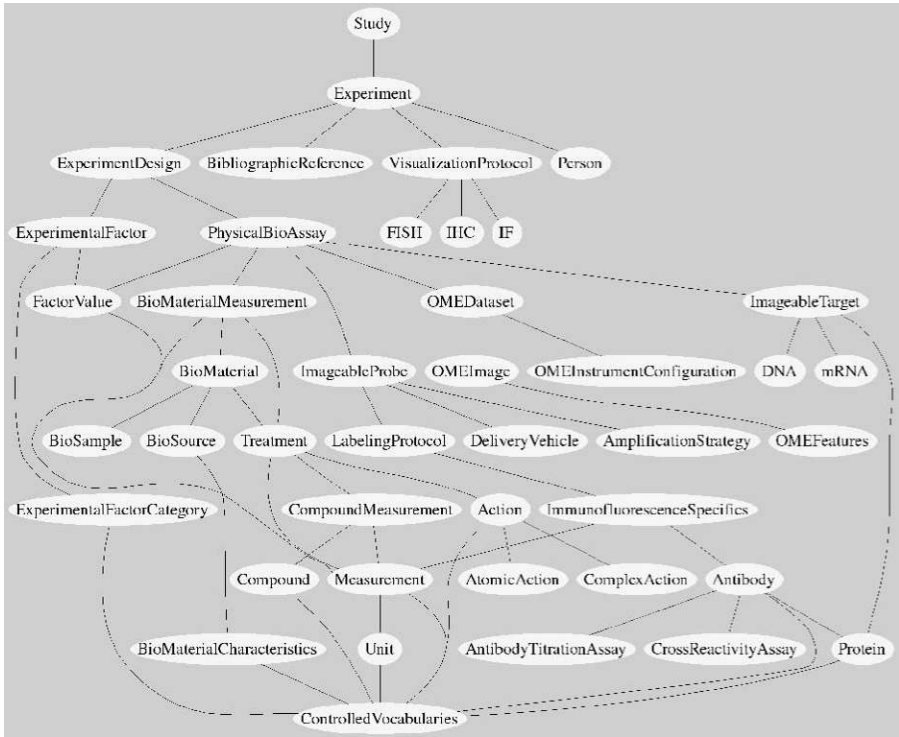 Study
Experiment
ExperimentDesign BibliographicReference VisualizationProtocol Person
ExperimentalFactor PhysicalBioAssay FISH IHC IF
FactorValue BioMaterialMeasurement OMEDataset ImageableTarget
BioMaterial ImageableProbe OMEImage OMEInstrumentConfiguration DNA mRNA
BioSample BioSource Treatment LabelingProtocol DeliveryVehicle AmplificationStrategy OMEFeatures
ExperimentalFactorCategory CompoundMeasurement Action ImmunofluorescenceSpecifics
Compound Measurement AtomicAction ComplexAction Antibody
BioMaterialCharacteristics Unit AntibodyTitrationAssay CrossReactivityAssay Protein
ControlledVocabularies